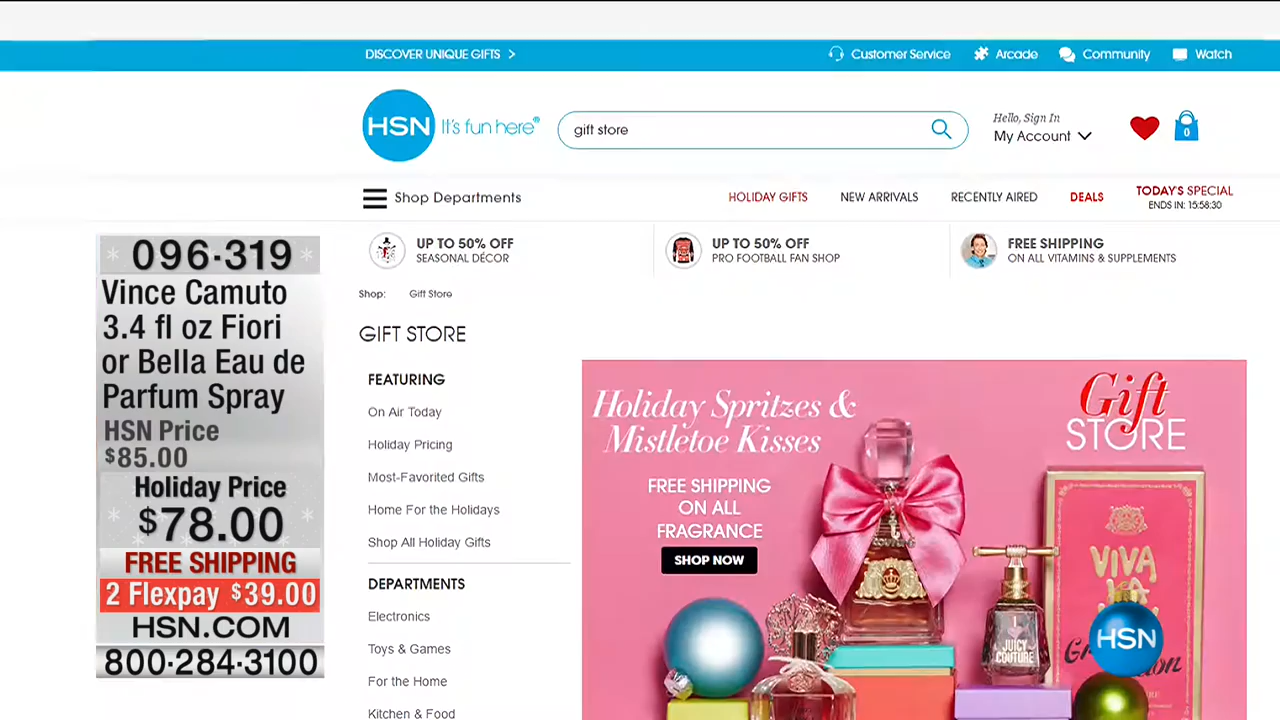 DISCOVER UNIQUE GIFTS >
Customer Service
Arcade
Community
Watch
HSN It's fun here®
gift store
Hello, Sign In
My Account
0
Shop Departments
HOLIDAY GIFTS
NEW ARRIVALS
RECENTLY AIRED
DEALS
TODAY'S SPECIAL
ENDS IN: 15:58:30
UP TO 50% OFF
SEASONAL DÉCOR
UP TO 50% OFF
PRO FOOTBALL FAN SHOP
FREE SHIPPING
ON ALL VITAMINS & SUPPLEMENTS
096·319
Vince Camuto
3.4 fl oz Fiori
or Bella Eau de
Parfum Spray
HSN Price
$85.00
Holiday Price
$78.00
FREE SHIPPING
2 Flexpay $39.00
HSN.COM
800·284·3100
Shop: Gift Store
GIFT STORE
FEATURING
On Air Today
Holiday Pricing
Most-Favorited Gifts
Home For the Holidays
Shop All Holiday Gifts
DEPARTMENTS
Electronics
Toys & Games
For the Home
Kitchen & Food
Holiday Spritzes &
Mistletoe Kisses
FREE SHIPPING
ON ALL
FRAGRANCE
SHOP NOW
Gift
STORE
VIVA
I
JUICY
COUTURE
HSN